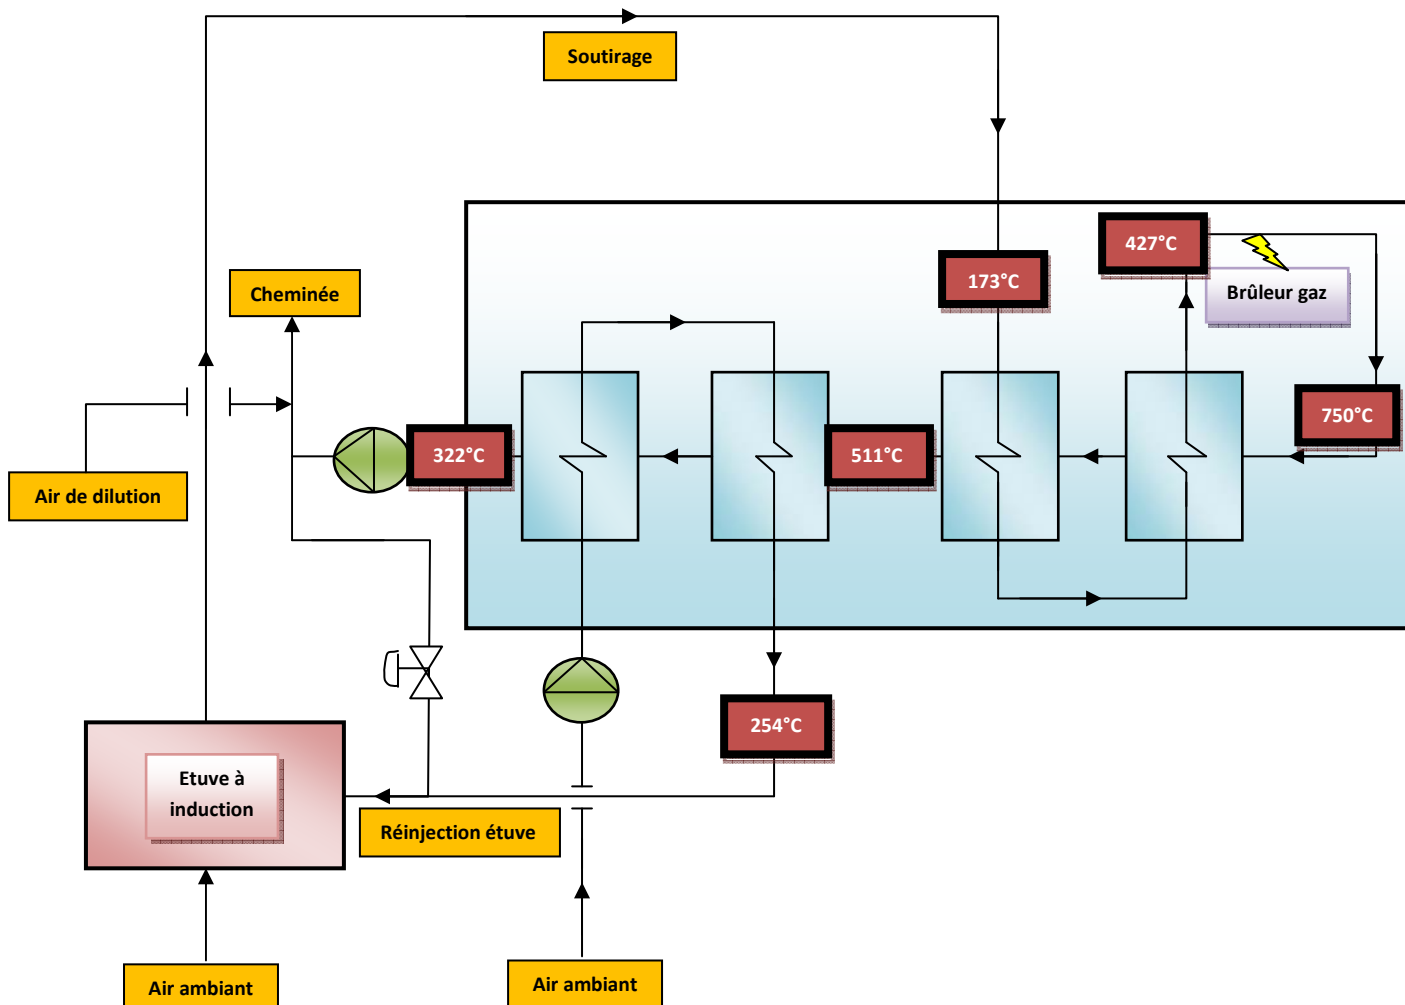 Soutirage
427°C
173°C
Cheminée
Brûleur gaz
750°C
322°C
511°C
Air de dilution
254°C
Etuve à
induction
Réinjection étuve
Air ambiant
Air ambiant